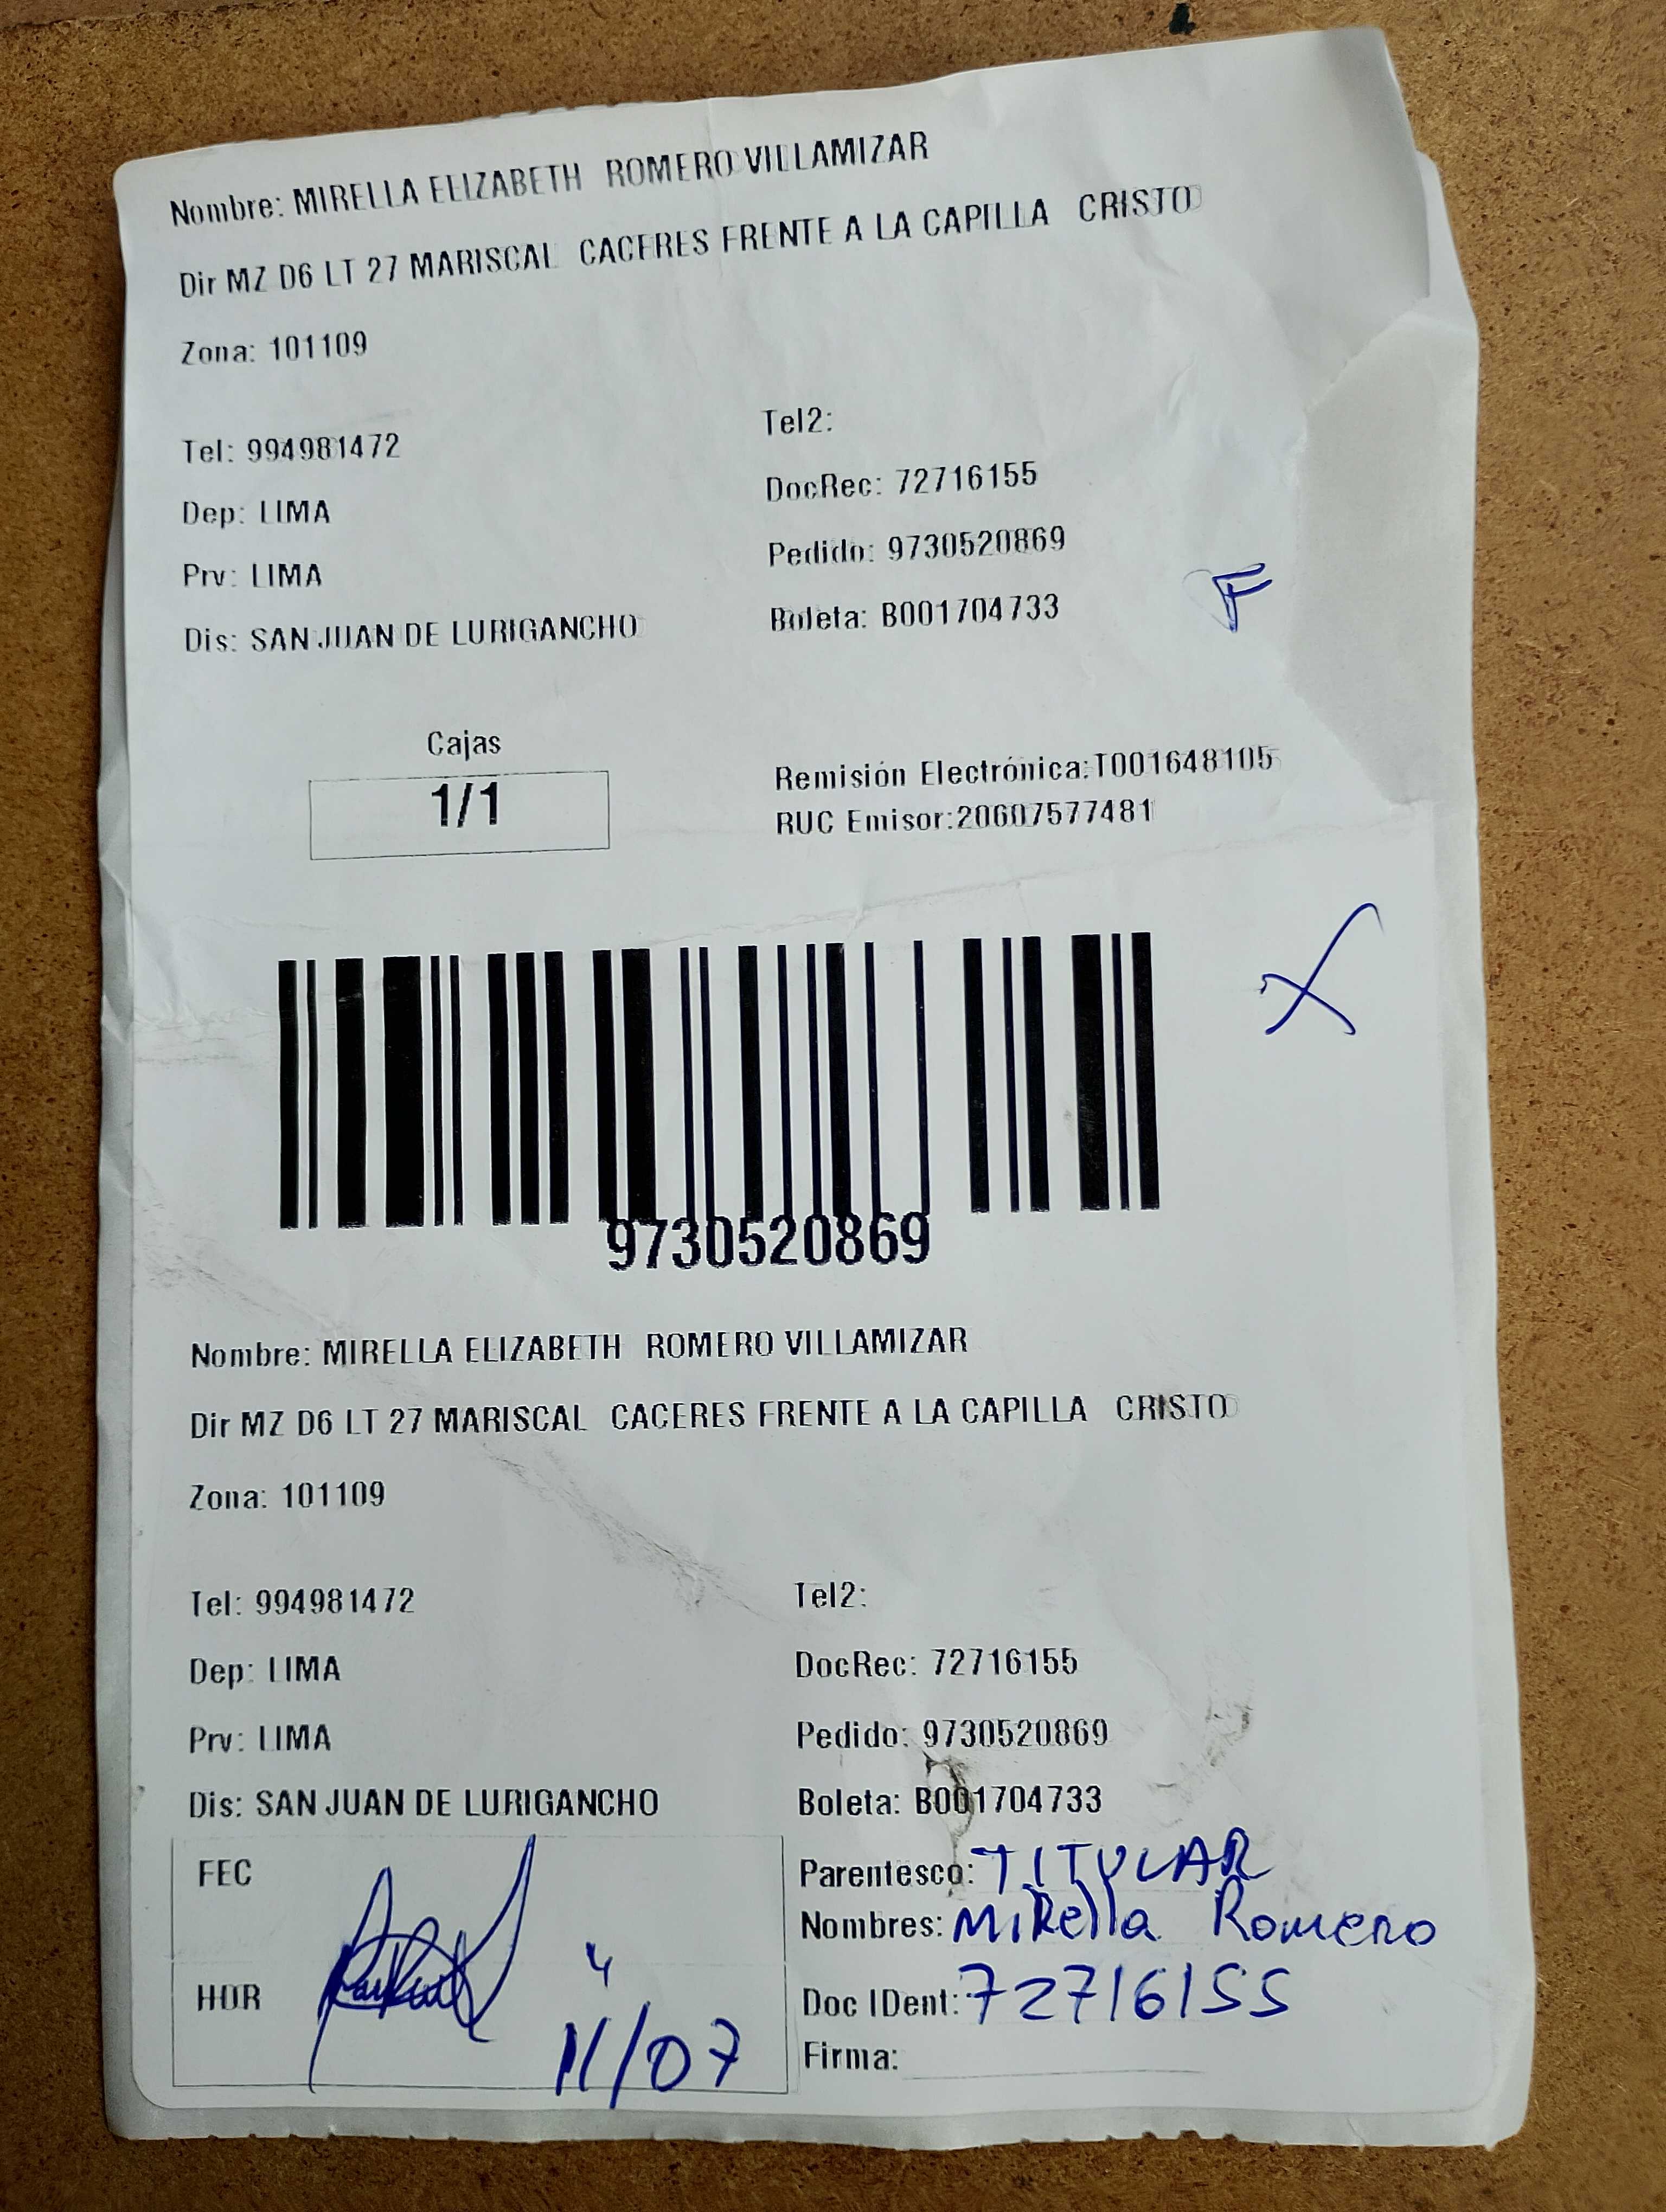 Nombre: MIRELLA ELIZABETH ROMERO VILLAMIZAR
Dir MZ D6 LT 27 MARISCAL CACERES FRENTE A LA CAPILLA CRISTO
Zona: 101109
Tel: 994981472
Tel2:
Dep: LIMA
DocRec: 72716155
Prv: LIMA
Pedido: 9730520869
Dis: SAN JUAN DE LURIGANCHO
Boleta: B001704733
F
Cajas
1/1
Remisión Electrónica:T001648105
RUC Emisor:20607577481
X
9730520869
Nombre: MIRELLA ELIZABETH ROMERO VILLAMIZAR
Dir MZ D6 LT 27 MARISCAL CACERES FRENTE A LA CAPILLA CRISTO
Zona: 101109
Tel: 994981472
Tel2:
Dep: LIMA
DocRec: 72716155
Prv: LIMA
Pedido: 9730520869
Dis: SAN JUAN DE LURIGANCHO
Boleta: B001704733
FEC
HOR
11/07
Parentesco: TITULAR
Nombres: Mirella Romero
Doc IDent: 72716155
Firma: